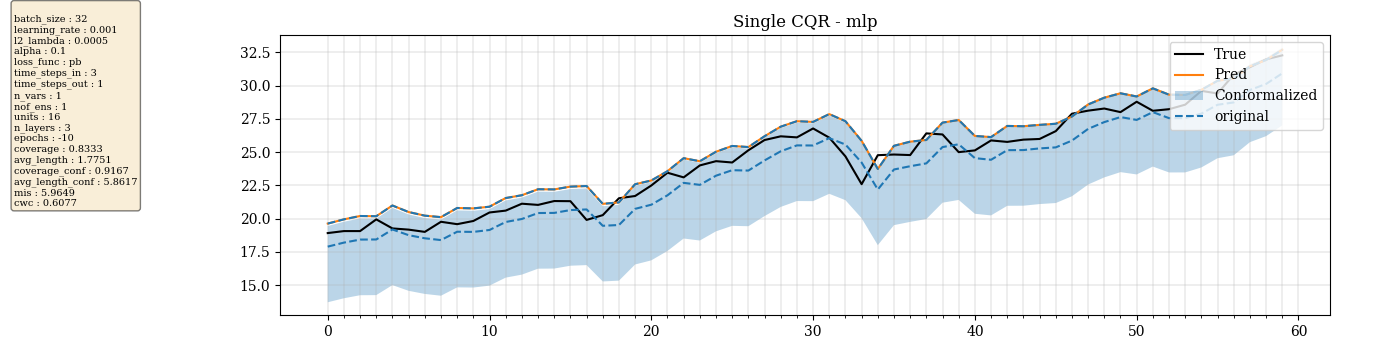 batch_size : 32
learning_rate : 0.001
l2_lambda : 0.0005
alpha : 0.1
loss_func : pb
time_steps_in : 3
time_steps_out : 1
n_vars : 1
nof_ens : 1
units : 16
n_layers : 3
epochs : -10
coverage : 0.8333
avg_length : 1.7751
coverage_conf : 0.9167
avg_length_conf : 5.8617
mis : 5.9649
cwc : 0.6077
Single CQR - mlp
32.5
30.0
27.5
25.0
22.5
20.0
17.5
15.0
True
Pred
Conformalized
original
0 10 20 30 40 50 60